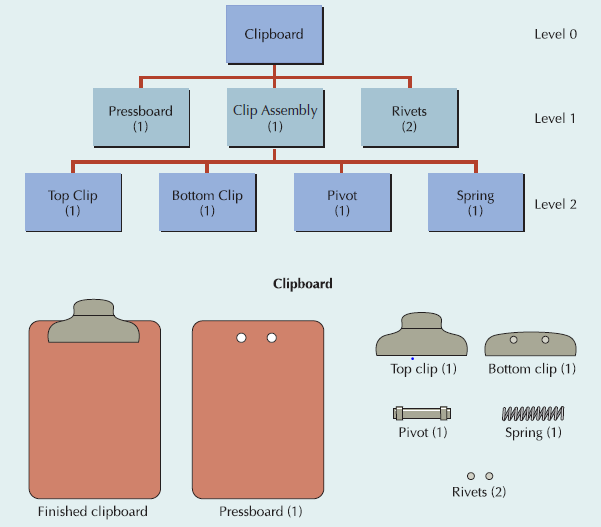 Clipboard
Level 0
Pressboard
(1)
Clip Assembly
(1)
Rivets
(2)
Level 1
Top Clip
(1)
Bottom Clip
(1)
Pivot
(1)
Spring
(1)
Level 2
Clipboard
Top clip (1)
Bottom clip (1)
Pivot (1)
Spring (1)
Rivets (2)
Finished clipboard
Pressboard (1)